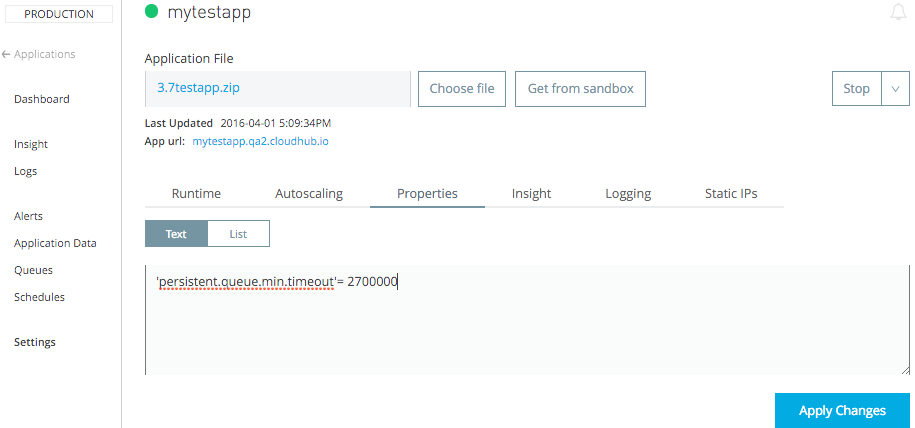 PRODUCTION
mytestapp
← Applications
Application File
3.7testapp.zip
Choose file
Get from sandbox
Stop
Dashboard
Last Updated 2016-04-01 5:09:34PM
App url: mytestapp.qa2.cloudhub.io
Insight
Logs
Runtime
Autoscaling
Properties
Insight
Logging
Static IPs
Alerts
Application Data
Queues
Schedules
Settings
Text
List
'persistent.queue.min.timeout'= 2700000
Apply Changes